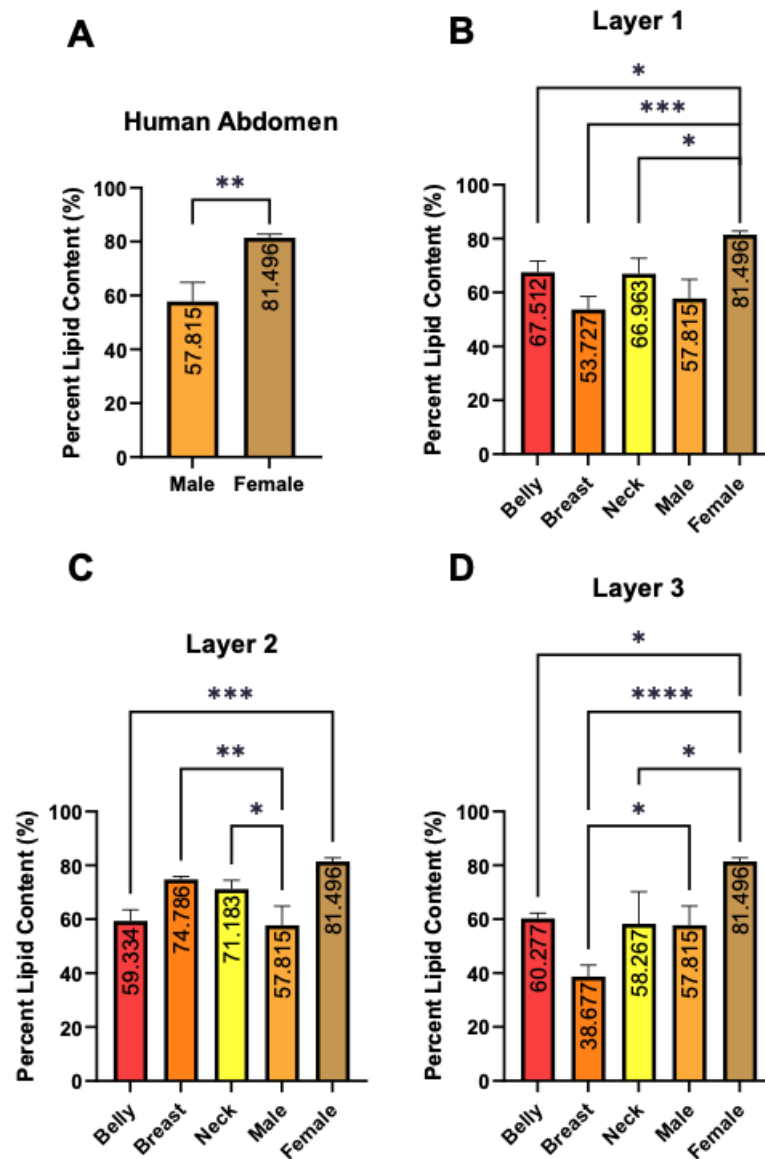 A
Human Abdomen
**
Percent Lipid Content (%)
100
80
60
40
20
0
57.815
81.496
Male
Female
B
Layer 1
*
***
*
Percent Lipid Content (%)
100
80
60
40
20
0
67.512
53.727
66.963
57.815
81.496
Belly
Breast
Neck
Male
Female
C
Layer 2
***
**
*
Percent Lipid Content (%)
100
80
60
40
20
0
59.334
74.786
71.183
57.815
81.496
Belly
Breast
Neck
Male
Female
D
Layer 3
*
****
*
*
Percent Lipid Content (%)
100
80
60
40
20
0
60.277
38.677
58.267
57.815
81.496
Belly
Breast
Neck
Male
Female